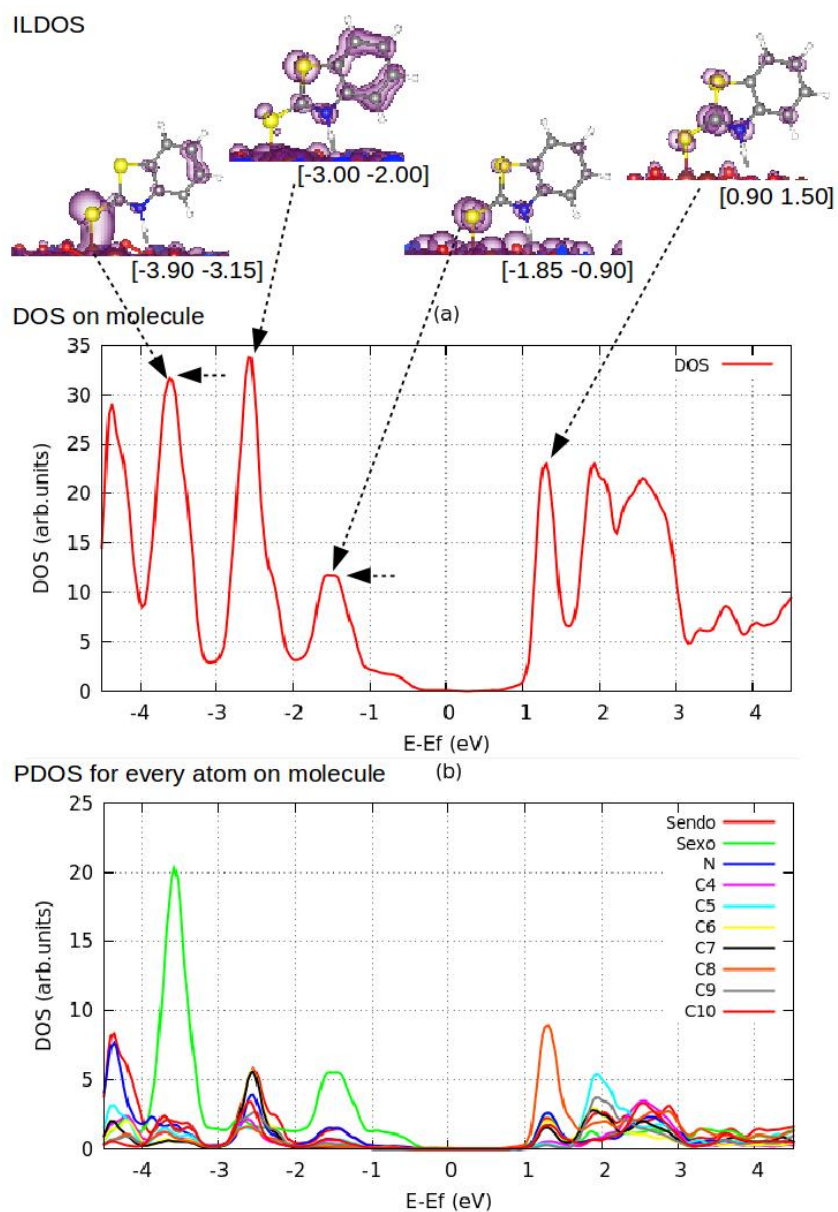 ILDOS
[-3.90 -3.15]
[-3.00 -2.00]
[-1.85 -0.90]
[0.90 1.50]
DOS on molecule
(a)
DOS
DOS (arb.units)
35
30
25
20
15
10
5
0
-4 -3 -2 -1 0 1 2 3 4
E-Ef (eV)
PDOS for every atom on molecule
(b)
DOS (arb.units)
25
20
15
10
5
0
Sendo
Sexo
N
C4
C5
C6
C7
C8
C9
C10
-4 -3 -2 -1 0 1 2 3 4
E-Ef (eV)